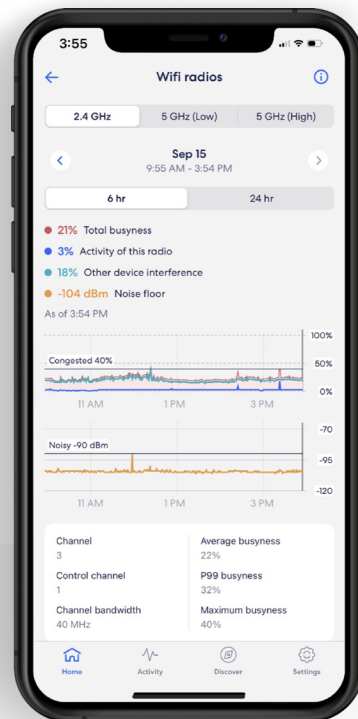 3:55
Wifi radios
2.4 GHz
5 GHz (Low)
5 GHz (High)
Sep 15
9:55 AM - 3:54 PM
6 hr
24 hr
21% Total busyness
3% Activity of this radio
18% Other device interference
-104 dBm Noise floor
As of 3:54 PM
100%
Congested 40%
50%
0%
11 AM
1 PM
3 PM
-70
Noisy -90 dBm
-95
-120
11 AM
1 PM
3 PM
Channel
3
Average busyness
22%
Control channel
1
P99 busyness
32%
Channel bandwidth
40 MHz
Maximum busyness
40%
Home
Activity
Discover
Settings